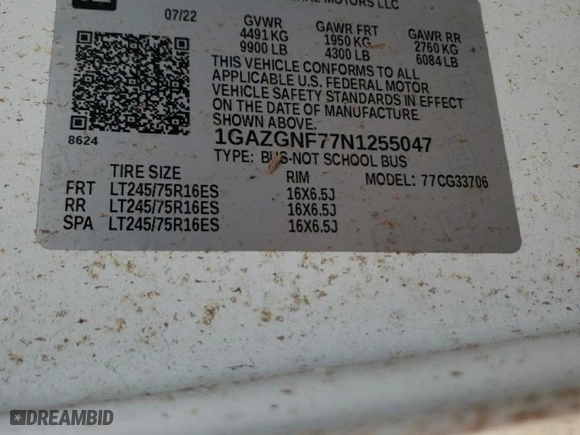 MOTORS LLC
07/22
GVWR GAWR FRT GAWR RR
4491 KG 1950 KG 2760 KG
9900 LB 4300 LB 6084 LB
THIS VEHICLE CONFORMS TO ALL
APPLICABLE U.S. FEDERAL MOTOR
VEHICLE SAFETY STANDARDS IN EFFECT
ON THE DATE OF MANUFACTURE
SHOWN ABOVE.
8624
1GAZGNF77N1255047
TYPE: BUS-NOT SCHOOL BUS
TIRE SIZE RIM MODEL: 77CG33706
FRT LT245/75R16ES 16X6.5J
RR LT245/75R16ES 16X6.5J
SPA LT245/75R16ES 16X6.5J
DREAMBID